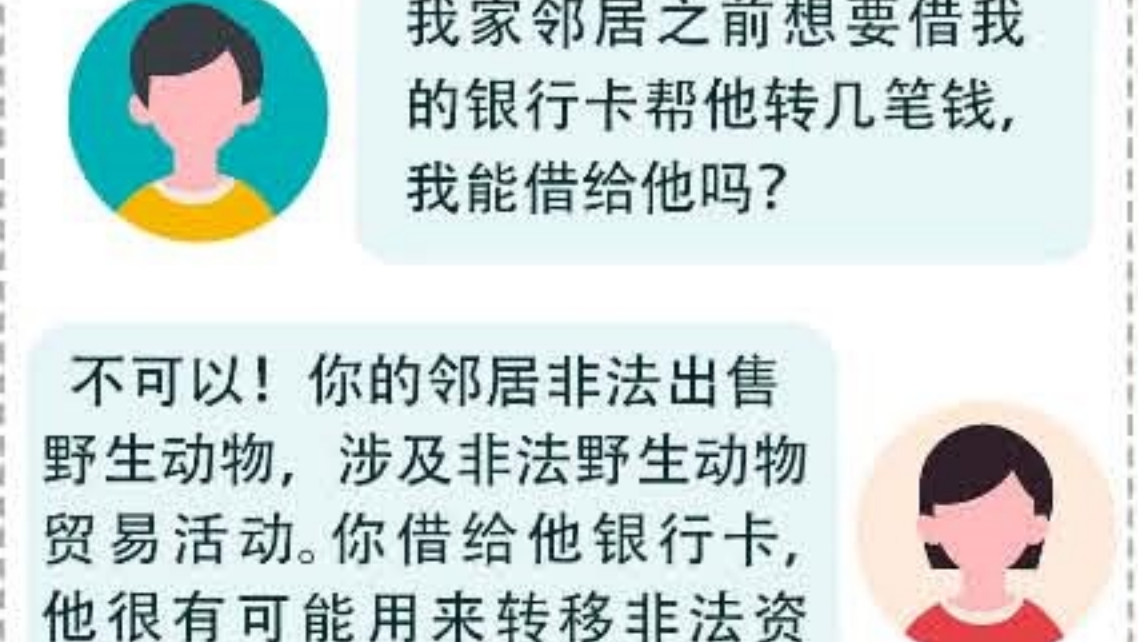 我家邻居之前想要借我
的银行卡帮他转几笔钱,
我能借给他吗?
不可以！你的邻居非法出售
野生动物，涉及非法野生动物
贸易活动。你借给他银行卡,
他很有可能用来转移非法资